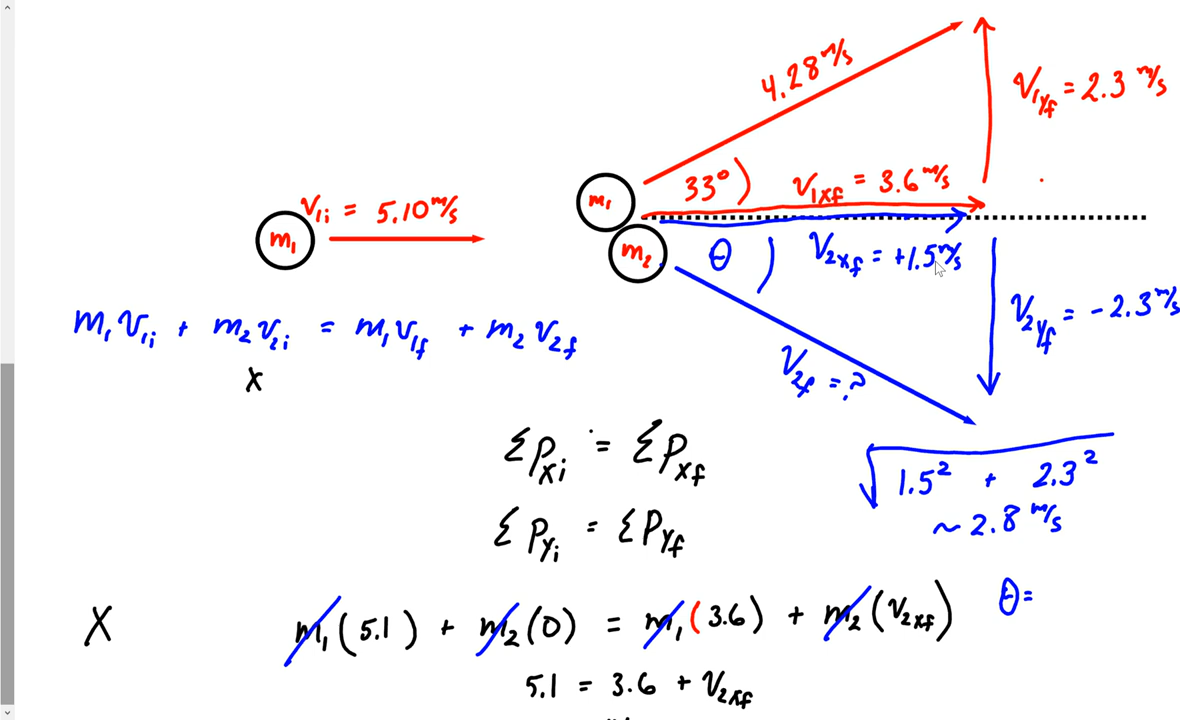 4.28 m/s
V1yf = 2.3 m/s
33° V1xf = 3.6 m/s
V1i = 5.10 m/s
m1
m1
m2
θ
V2xf = +1.5 m/s
V2yf = -2.3 m/s
m1V1i + m2V2i = m1V1f + m2V2f
X
V2f = ?
ΣPxi = ΣPxf
√1.5² + 2.3²
~ 2.8 m/s
ΣPyi = ΣPyf
θ =
X m1(5.1) + m2(0) = m1(3.6) + m2(V2xf)
5.1 = 3.6 + V2xf